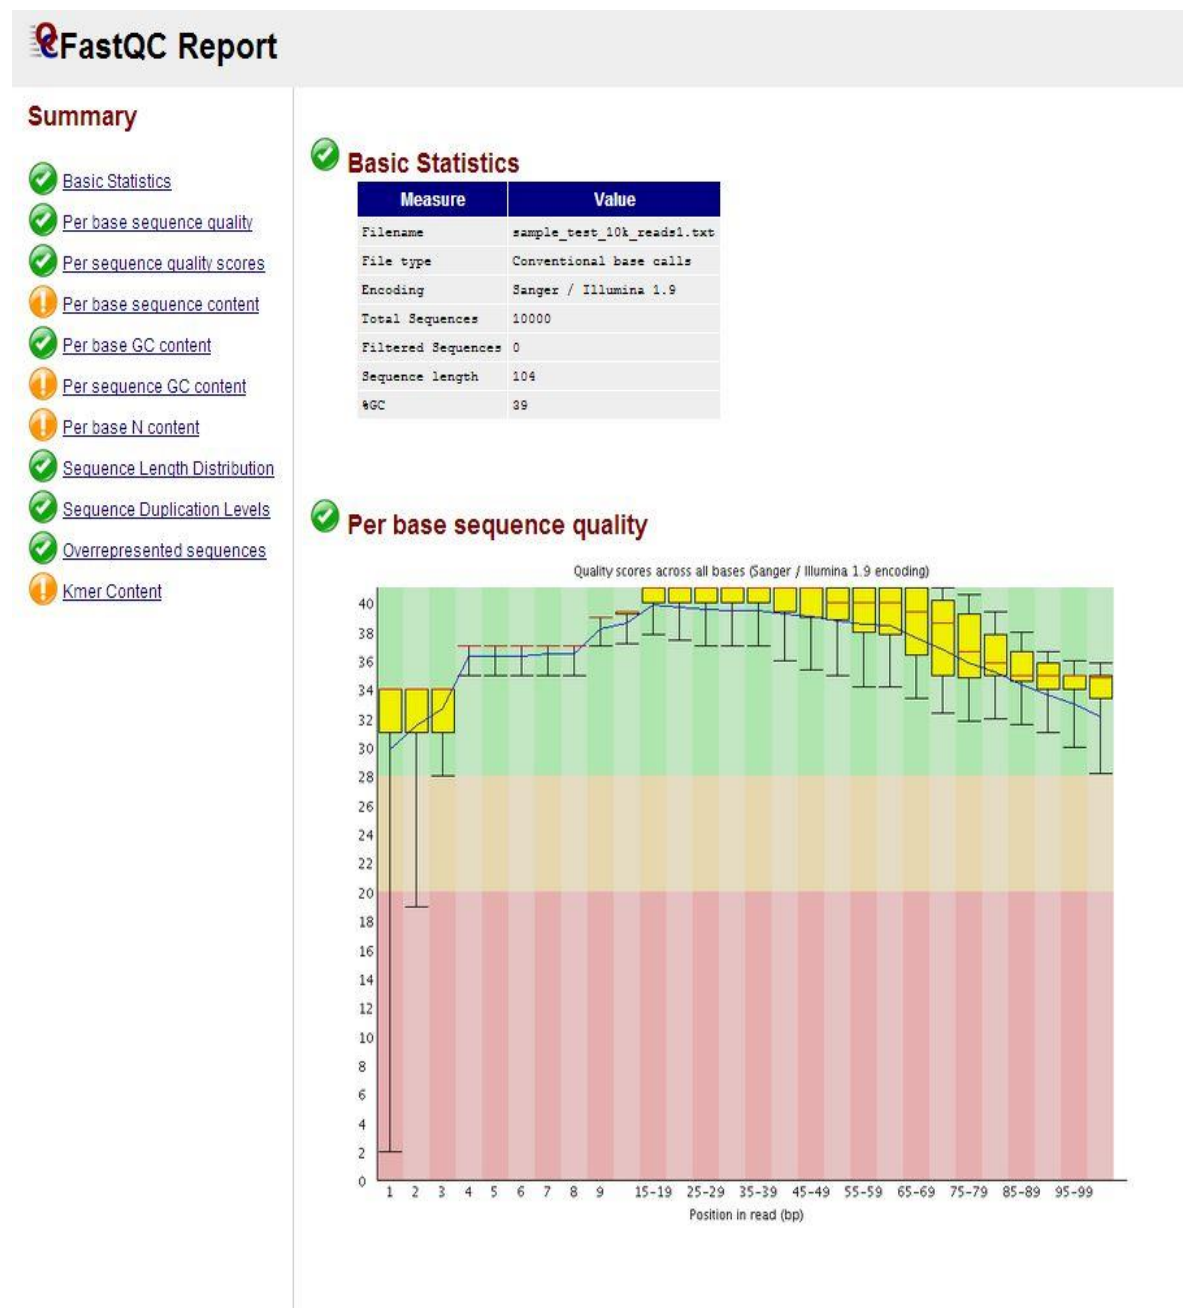 FastQC Report
Summary
Basic Statistics
Per base sequence quality
Per sequence quality scores
Per base sequence content
Per base GC content
Per sequence GC content
Per base N content
Sequence Length Distribution
Sequence Duplication Levels
Overrepresented sequences
Kmer Content
Basic Statistics
Measure Value
Filename sample_test_10k_reads1.txt
File type Conventional base calls
Encoding Sanger / Illumina 1.9
Total Sequences 10000
Filtered Sequences 0
Sequence length 104
%GC 39
Per base sequence quality
Quality scores across all bases (Sanger / Illumina 1.9 encoding)
40
38
36
34
32
30
28
26
24
22
20
18
16
14
12
10
8
6
4
2
0
1 2 3 4 5 6 7 8 9 15-19 25-29 35-39 45-49 55-59 65-69 75-79 85-89 95-99
Position in read (bp)